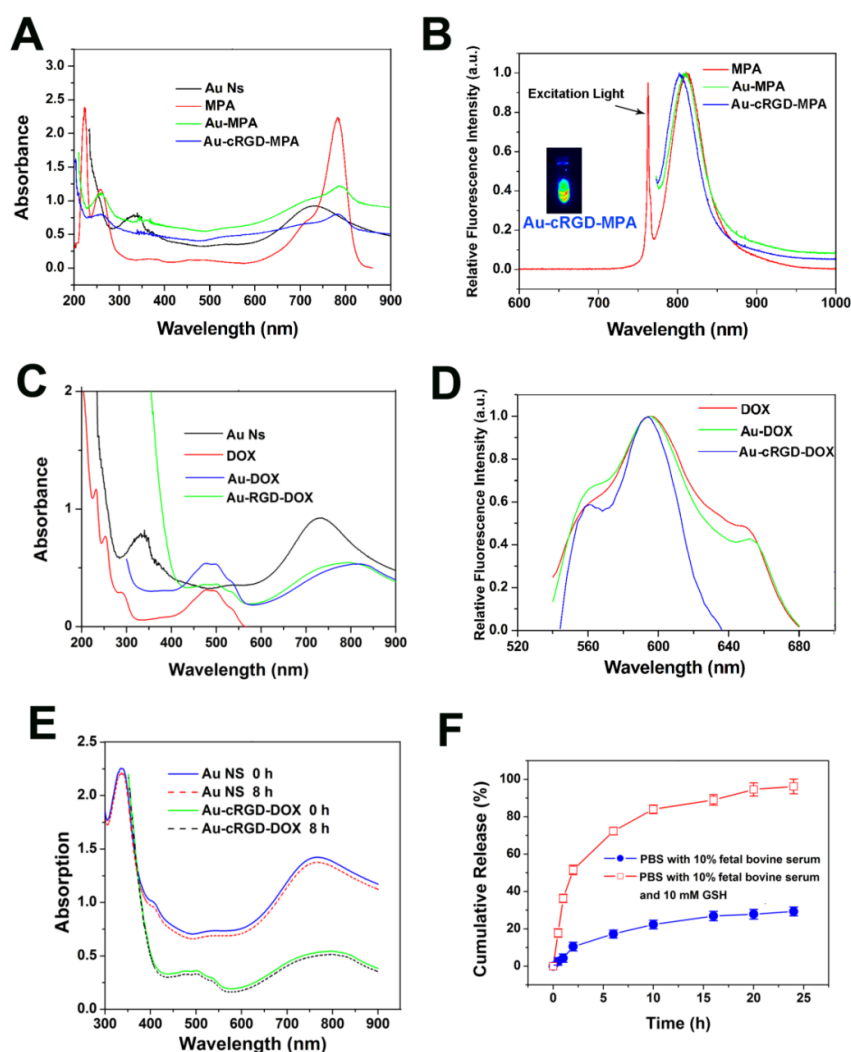 A
3.0
2.5
2.0
1.5
1.0
0.5
0.0
Absorbance
Au Ns
MPA
Au-MPA
Au-cRGD-MPA
200 300 400 500 600 700 800 900
Wavelength (nm)
B
1.0
0.8
0.6
0.4
0.2
0.0
Relative Fluorescence Intensity (a.u.)
MPA
Au-MPA
Au-cRGD-MPA
Excitation Light
Au-cRGD-MPA
600 700 800 900 1000
Wavelength (nm)
C
2
1
0
Absorbance
Au Ns
DOX
Au-DOX
Au-RGD-DOX
200 300 400 500 600 700 800 900
Wavelength (nm)
D
1.0
0.8
0.6
0.4
0.2
0.0
Relative Fluorescence Intensity (a.u.)
DOX
Au-DOX
Au-cRGD-DOX
520 560 600 640 680
Wavelength (nm)
E
2.5
2.0
1.5
1.0
0.5
0.0
Absorption
Au NS 0 h
Au NS 8 h
Au-cRGD-DOX 0 h
Au-cRGD-DOX 8 h
300 400 500 600 700 800 900
Wavelength (nm)
F
100
80
60
40
20
0
Cumulative Release (%)
PBS with 10% fetal bovine serum
PBS with 10% fetal bovine serum
and 10 mM GSH
0 5 10 15 20 25
Time (h)